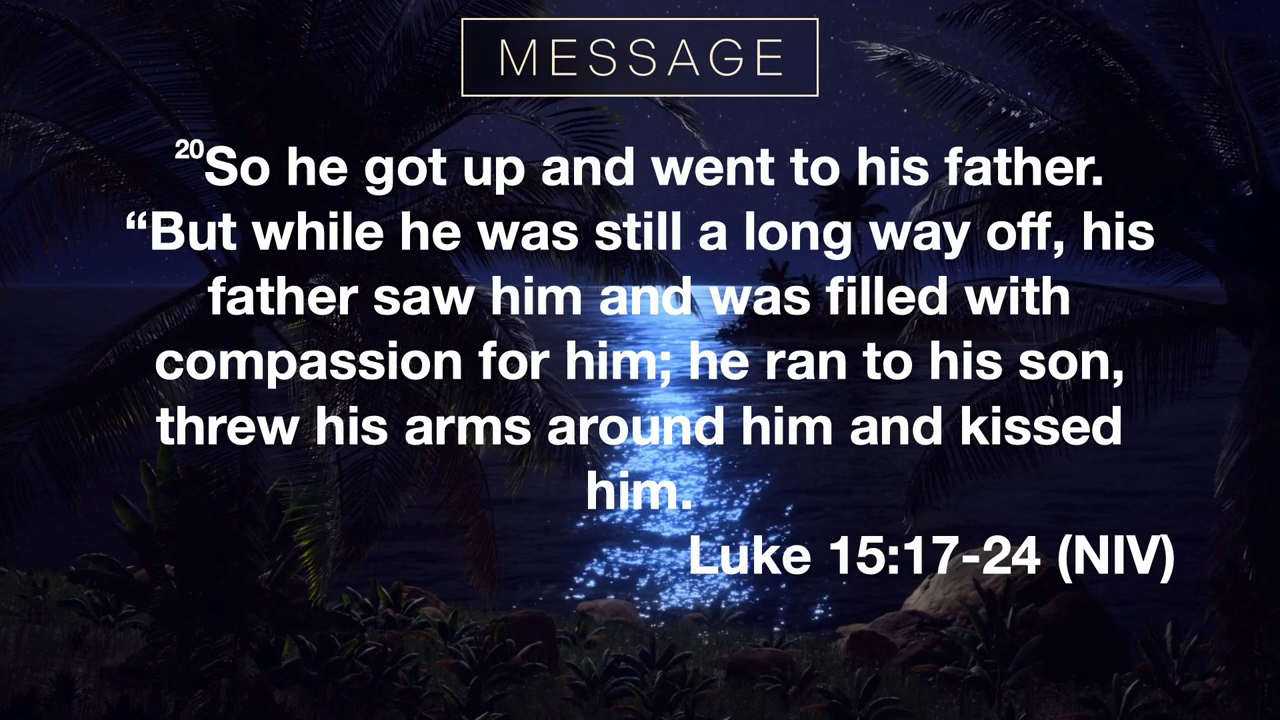 MESSAGE
20So he got up and went to his father.
“But while he was still a long way off, his
father saw him and was filled with
compassion for him; he ran to his son,
threw his arms around him and kissed
him.
Luke 15:17-24 (NIV)